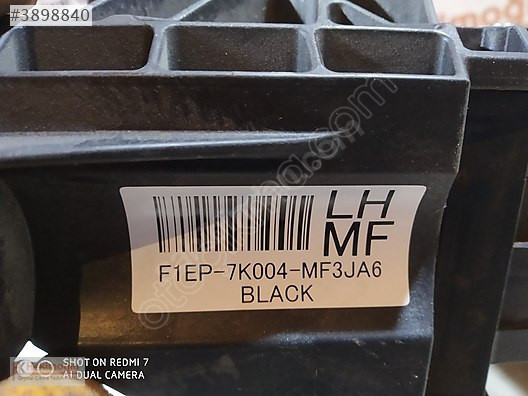 #3898840
LH
MF
F1EP-7K004-MF3JA6
BLACK
SHOT ON REDMI 7
AI DUAL CAMERA